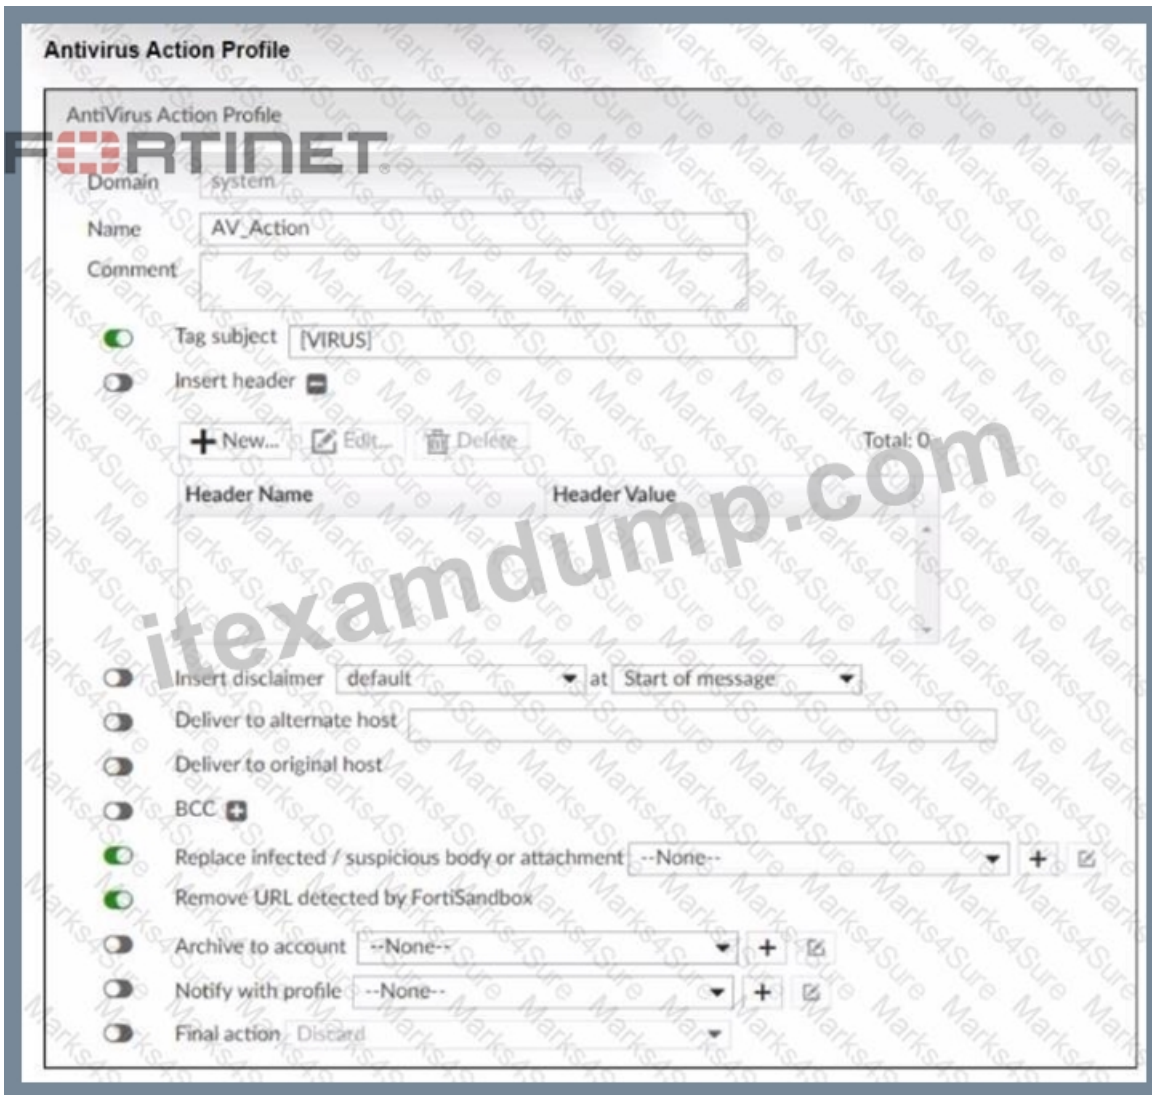 Antivirus Action Profile
AntiVirus Action Profile
FORTINET
Domain system
Name AV_Action
Comment
Tag subject [VIRUS]
Insert header
New... Edit... Delete Total: 0
Header Name Header Value
itexamdump.com
Insert disclaimer default at Start of message
Deliver to alternate host
Deliver to original host
BCC
Replace infected / suspicious body or attachment --None--
Remove URL detected by FortiSandbox
Archive to account --None--
Notify with profile --None--
Final action Discard
Marks4Sure